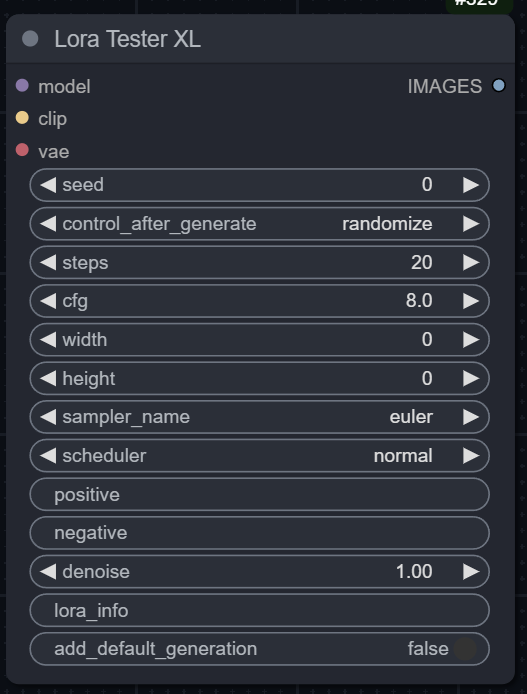 Lora Tester XL
model IMAGES
clip
vae
seed 0
control_after_generate randomize
steps 20
cfg 8.0
width 0
height 0
sampler_name euler
scheduler normal
positive
negative
denoise 1.00
lora_info
add_default_generation false